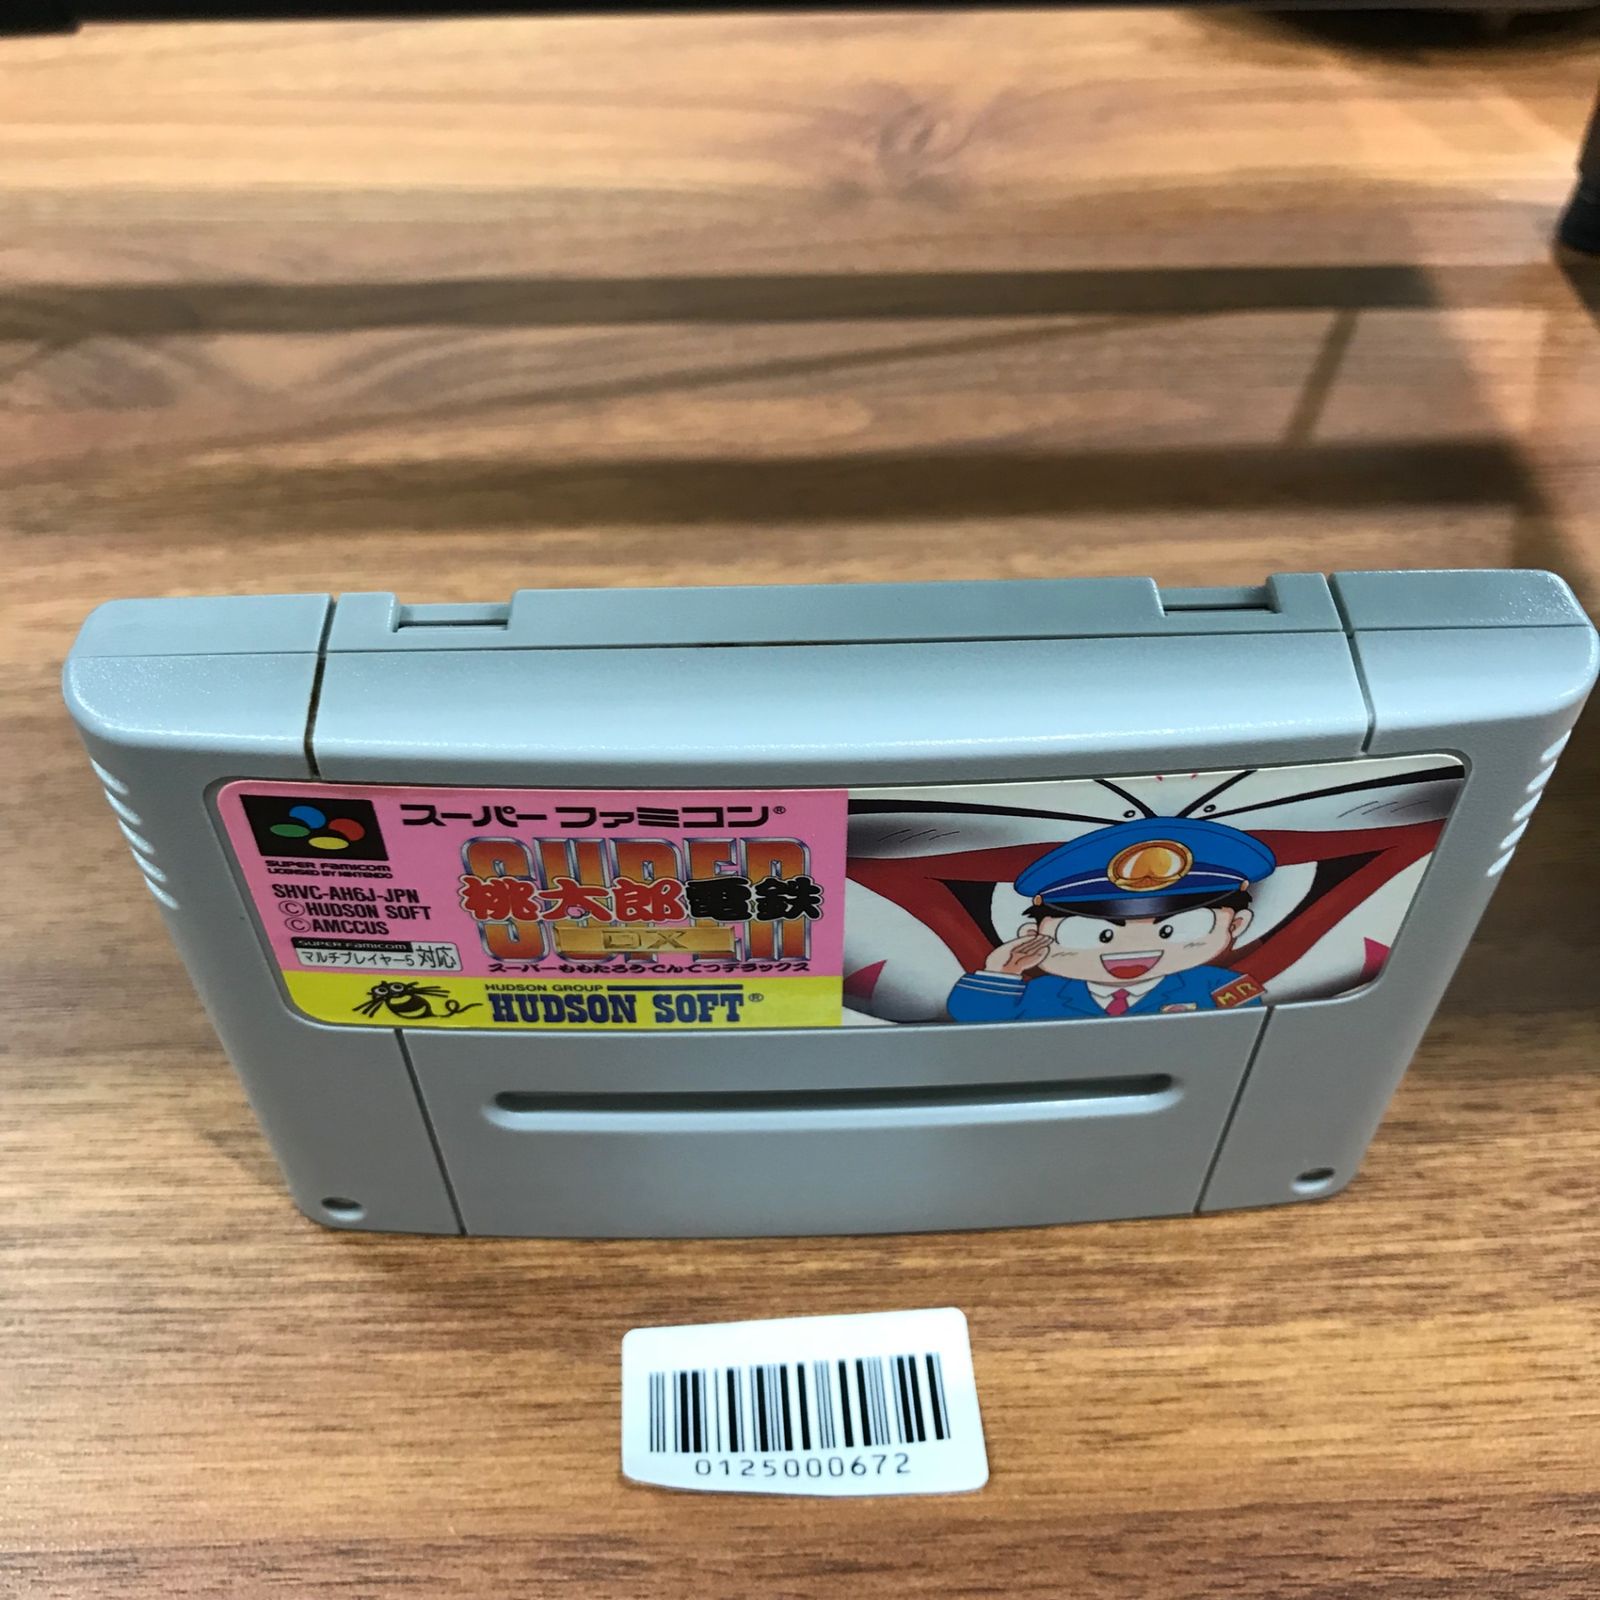 スーパーファミコン®
SUPER FAMICOM
LICENSED BY NINTENDO
SHVC-AH6J-JPN
©HUDSON SOFT
©AMCCUS
SUPER FAMICOM
マルチプレイヤー5 対応
SUPER
桃太郎電鉄
DX
スーパーももたろうでんてつデラックス
HUDSON GROUP
HUDSON SOFT®
MR
0125000672